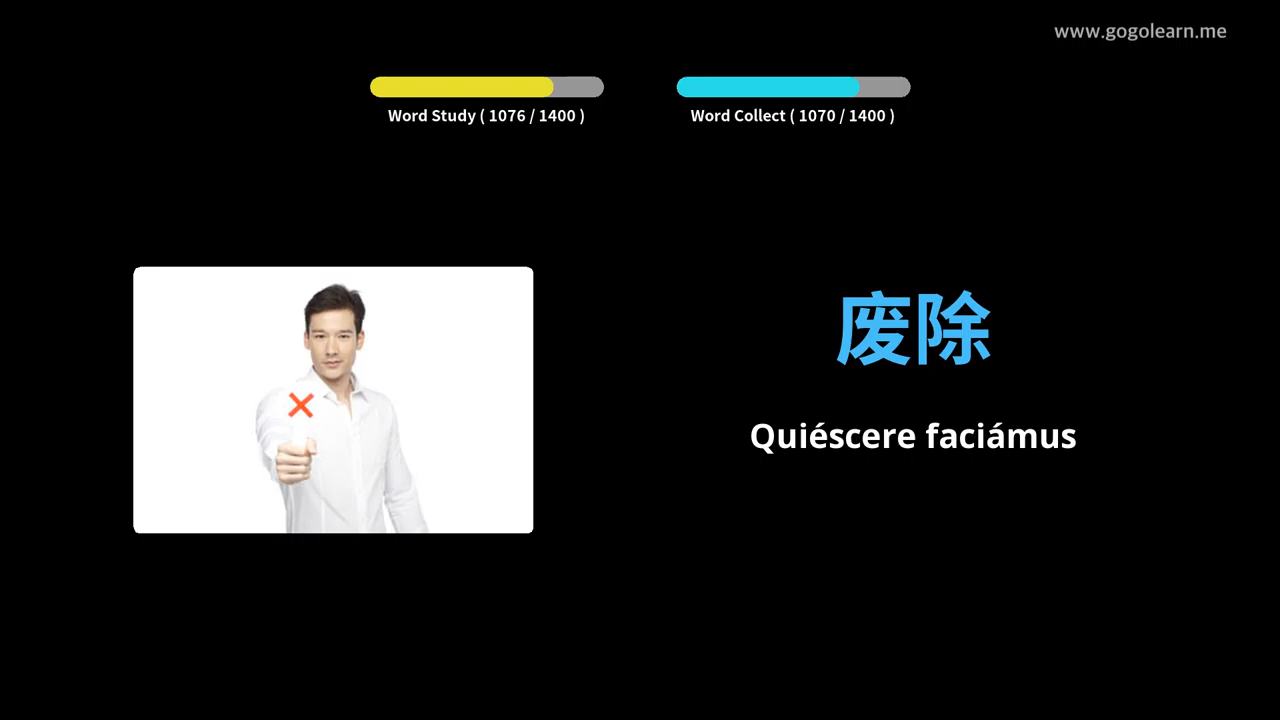 www.gogolearn.me
Word Study ( 1076 / 1400 )
Word Collect ( 1070 / 1400 )
废除
Quiéscere faciámus